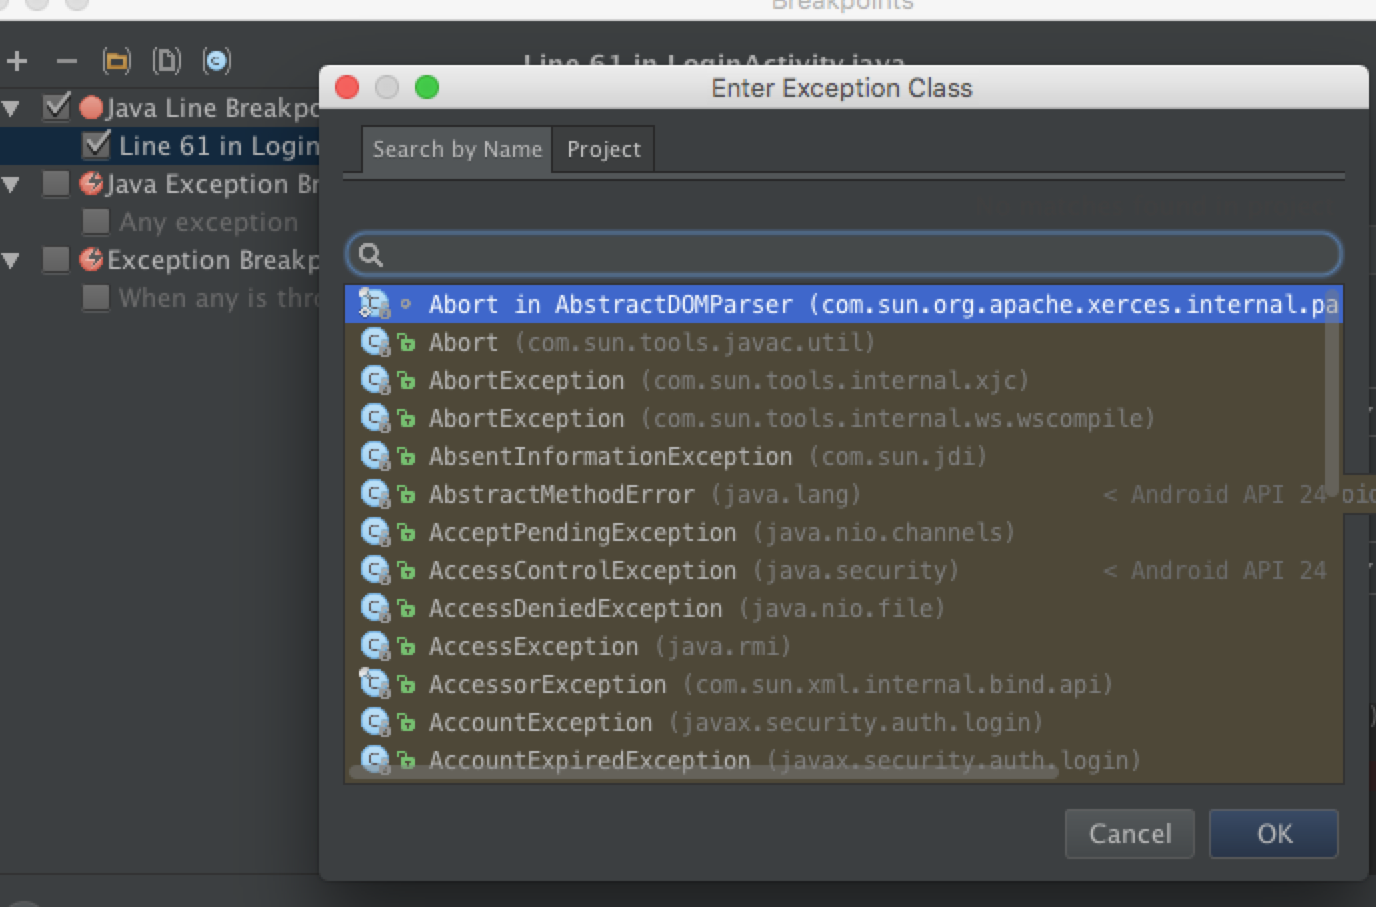 Breakpoints
Line 61 in LoginActivity.java
Enter Exception Class
Java Line Breakpo
Line 61 in Login
Java Exception Br
Any exception
Exception Breakp
When any is thro
Search by Name
Project
Abort in AbstractDOMParser (com.sun.org.apache.xerces.internal.pa
Abort (com.sun.tools.javac.util)
AbortException (com.sun.tools.internal.xjc)
AbortException (com.sun.tools.internal.ws.wscompile)
AbsentInformationException (com.sun.jdi)
AbstractMethodError (java.lang) < Android API 24
AcceptPendingException (java.nio.channels)
AccessControlException (java.security) < Android API 24
AccessDeniedException (java.nio.file)
AccessException (java.rmi)
AccessorException (com.sun.xml.internal.bind.api)
AccountException (javax.security.auth.login)
AccountExpiredException (javax.security.auth.login)
Cancel
OK